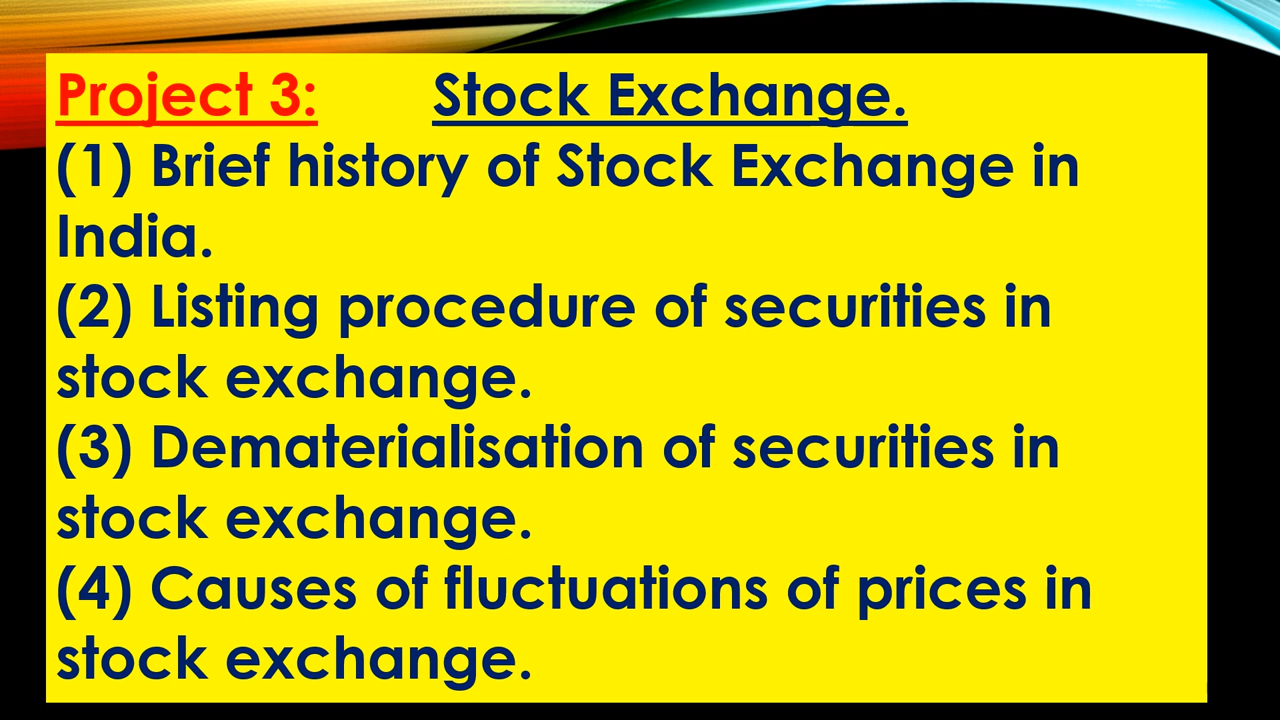 Project 3: Stock Exchange.
(1) Brief history of Stock Exchange in
India.
(2) Listing procedure of securities in
stock exchange.
(3) Dematerialisation of securities in
stock exchange.
(4) Causes of fluctuations of prices in
stock exchange.